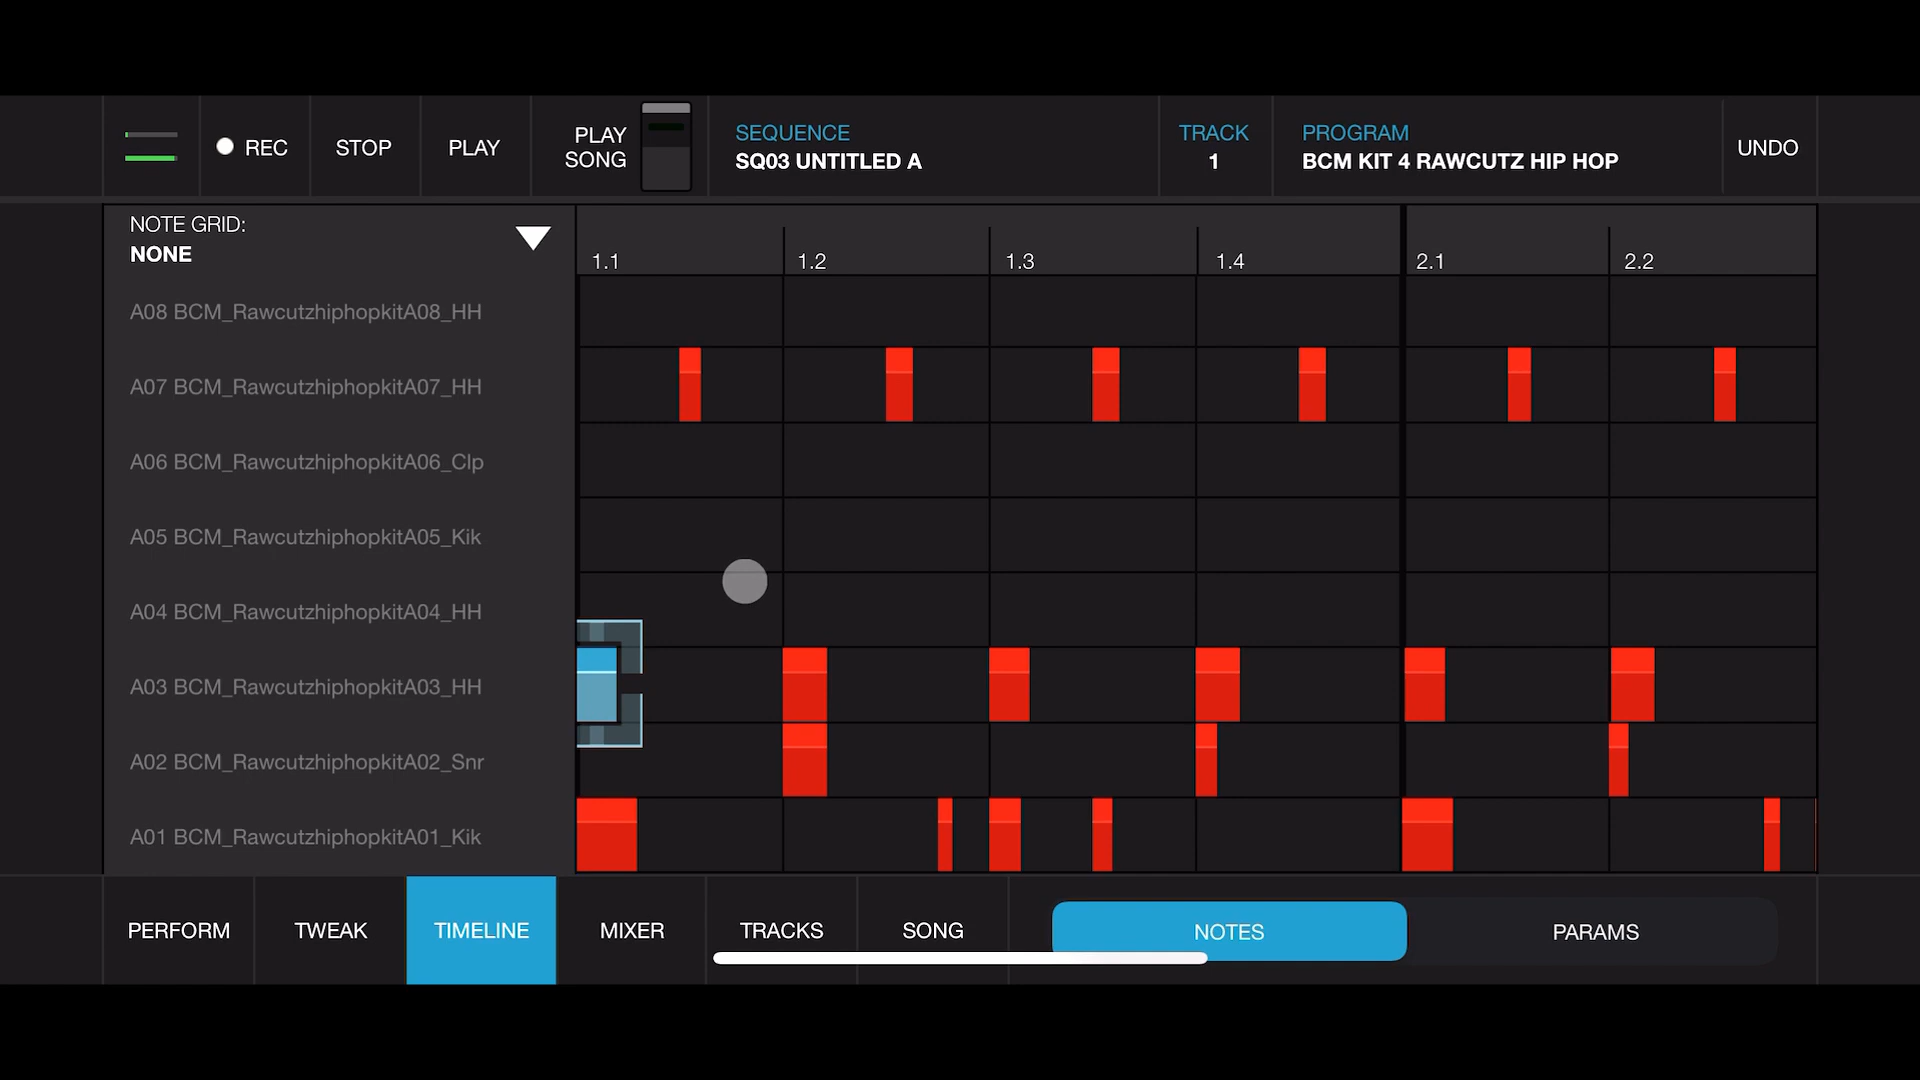 REC
STOP
PLAY
PLAY
SONG
SEQUENCE
SQ03 UNTITLED A
TRACK
1
PROGRAM
BCM KIT 4 RAWCUTZ HIP HOP
UNDO
NOTE GRID:
NONE
1.1
1.2
1.3
1.4
2.1
2.2
A08 BCM_RawcutzhiphopkitA08_HH
A07 BCM_RawcutzhiphopkitA07_HH
A06 BCM_RawcutzhiphopkitA06_Clp
A05 BCM_RawcutzhiphopkitA05_Kik
A04 BCM_RawcutzhiphopkitA04_HH
A03 BCM_RawcutzhiphopkitA03_HH
A02 BCM_RawcutzhiphopkitA02_Snr
A01 BCM_RawcutzhiphopkitA01_Kik
PERFORM
TWEAK
TIMELINE
MIXER
TRACKS
SONG
NOTES
PARAMS